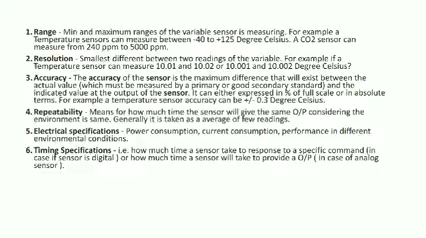 1. Range - Min and maximum ranges of the variable sensor is measuring. For example a
Temperature sensors can measure between -40 to +125 Degree Celsius. A CO2 sensor can
measure from 240 ppm to 5000 ppm.
2. Resolution - Smallest different between two readings of the variable. For example if a
Temperature sensor can measure 10.01 and 10.02 or 10.001 and 10.002 Degree Celsius?
3. Accuracy - The accuracy of the sensor is the maximum difference that will exist between the
actual value (which must be measured by a primary or good secondary standard) and the
indicated value at the output of the sensor. It can either expressed in % of full scale or in absolute
terms. For example a temperature sensor accuracy can be +/- 0.3 Degree Celsius.
4. Repeatability - Means for how much time the sensor will give the same O/P considering the
environment is same. Generally it is taken as a average of few readings.
5. Electrical specifications - Power consumption, current consumption, performance in different
environmental conditions.
6. Timing Specifications - i.e. how much time a sensor take to response to a specific command (in
case if sensor is digital ) or how much time a sensor will take to provide a O/P ( in case of analog
sensor ).